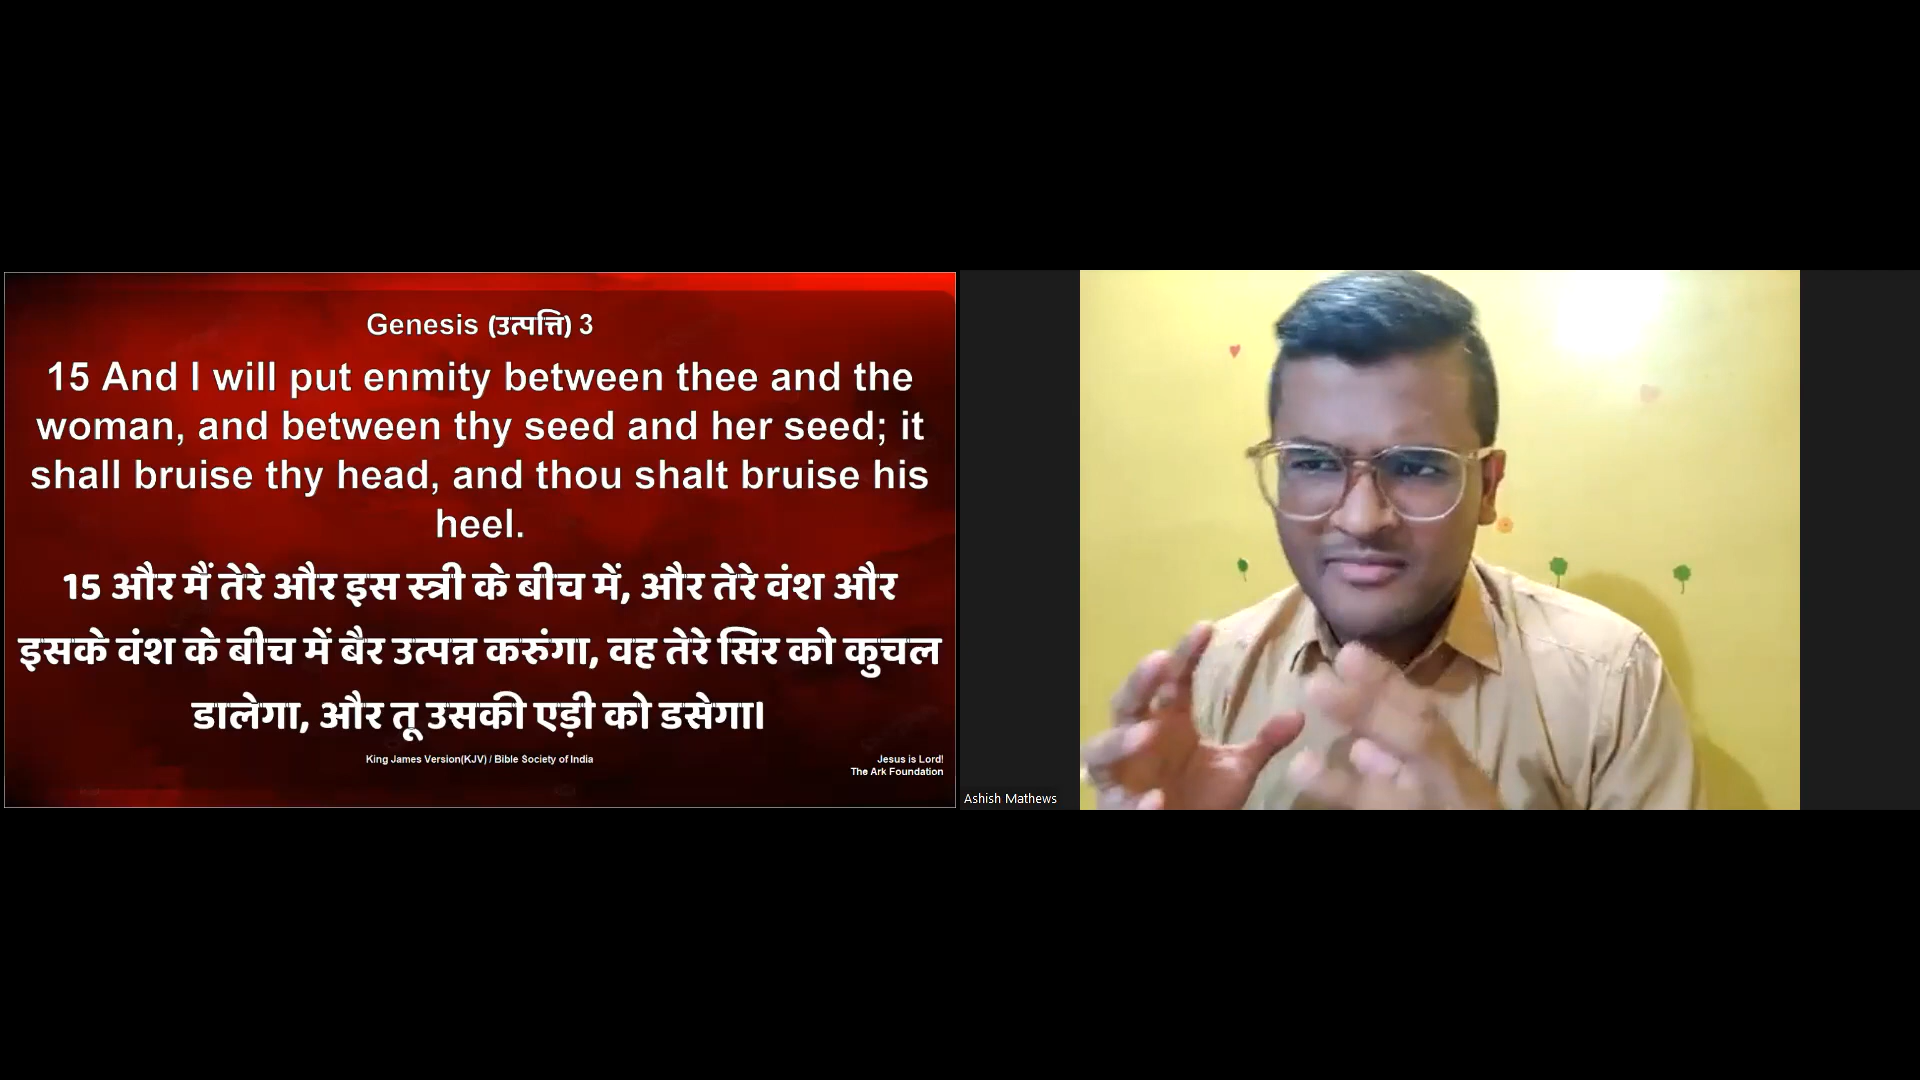 Genesis (उत्पत्ति) 3
15 And I will put enmity between thee and the
woman, and between thy seed and her seed; it
shall bruise thy head, and thou shalt bruise his
heel.
15 और मैं तेरे और इस स्त्री के बीच में, और तेरे वंश और
इसके वंश के बीच में बैर उत्पन्न करुंगा, वह तेरे सिर को कुचल
डालेगा, और तू उसकी एड़ी को डसेगा।
King James Version(KJV) / Bible Society of India
Jesus is Lord!
The Ark Foundation
Ashish Mathews